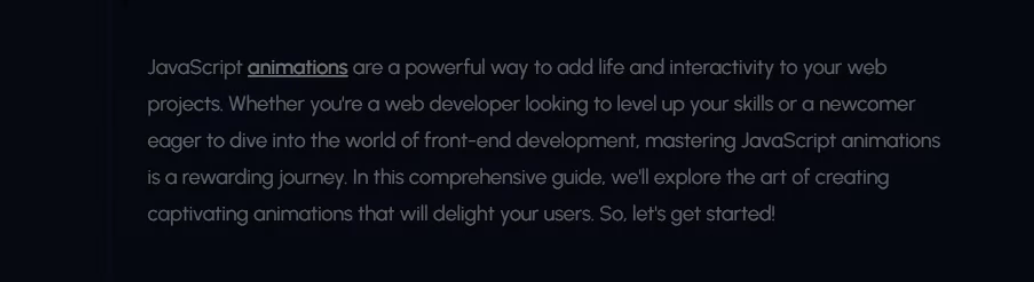 JavaScript animations are a powerful way to add life and interactivity to your web
projects. Whether you're a web developer looking to level up your skills or a newcomer
eager to dive into the world of front-end development, mastering JavaScript animations
is a rewarding journey. In this comprehensive guide, we'll explore the art of creating
captivating animations that will delight your users. So, let's get started!